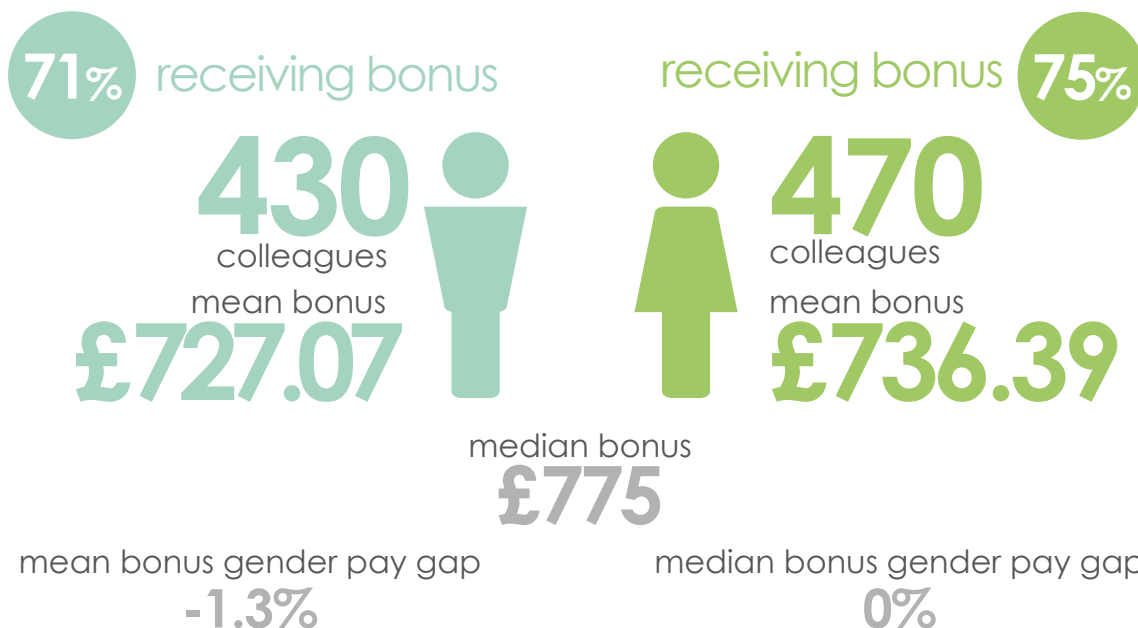 71% receiving bonus
430
colleagues
mean bonus
£727.07
receiving bonus 75%
470
colleagues
mean bonus
£736.39
median bonus
£775
mean bonus gender pay gap
-1.3%
median bonus gender pay gap
0%